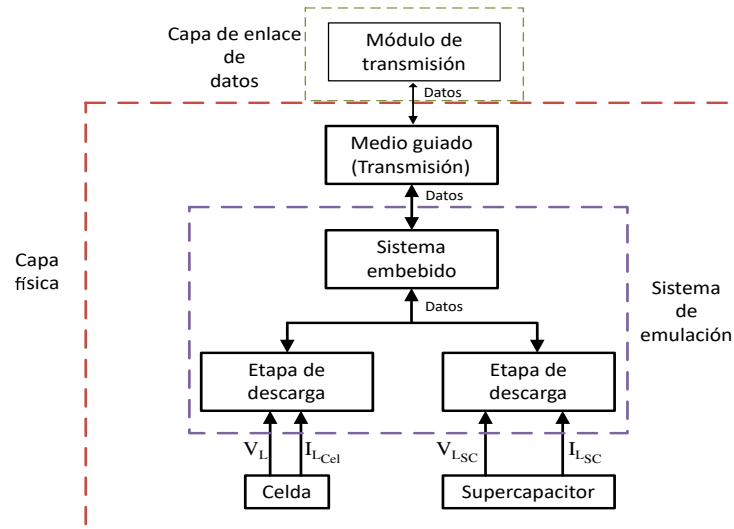 Capa de enlace
de
datos
Módulo de
transmisión
Datos
Medio guiado
(Transmisión)
Datos
Capa
física
Sistema
embebido
Datos
Sistema
de
emulación
Etapa de
descarga
Etapa de
descarga
V_L
I_L_Cel
V_L_SC
I_L_SC
Celda
Supercapacitor